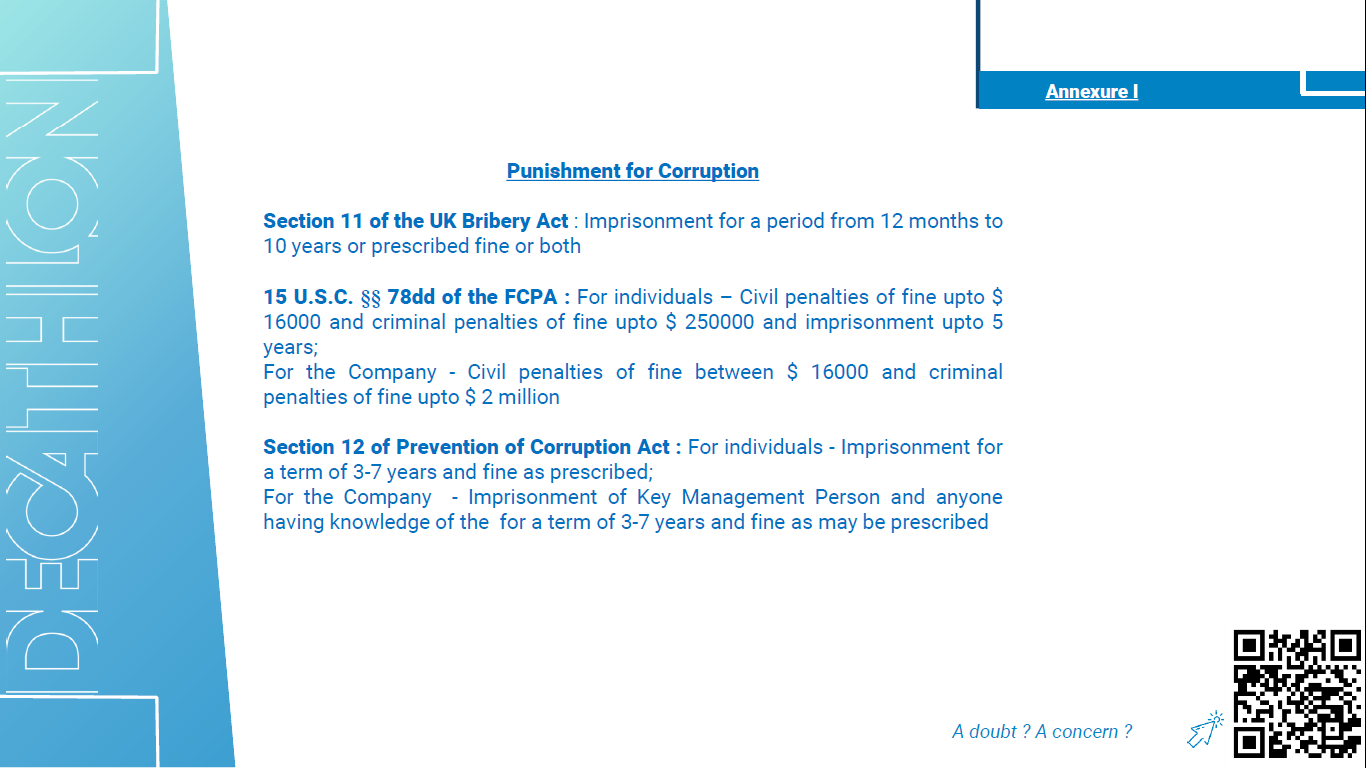 DECATHLON
Annexure I
Punishment for Corruption
Section 11 of the UK Bribery Act : Imprisonment for a period from 12 months to
10 years or prescribed fine or both
15 U.S.C. §§ 78dd of the FCPA : For individuals – Civil penalties of fine upto $
16000 and criminal penalties of fine upto $ 250000 and imprisonment upto 5
years;
For the Company - Civil penalties of fine between $ 16000 and criminal
penalties of fine upto $ 2 million
Section 12 of Prevention of Corruption Act : For individuals - Imprisonment for
a term of 3-7 years and fine as prescribed;
For the Company - Imprisonment of Key Management Person and anyone
having knowledge of the for a term of 3-7 years and fine as may be prescribed
A doubt ? A concern ?